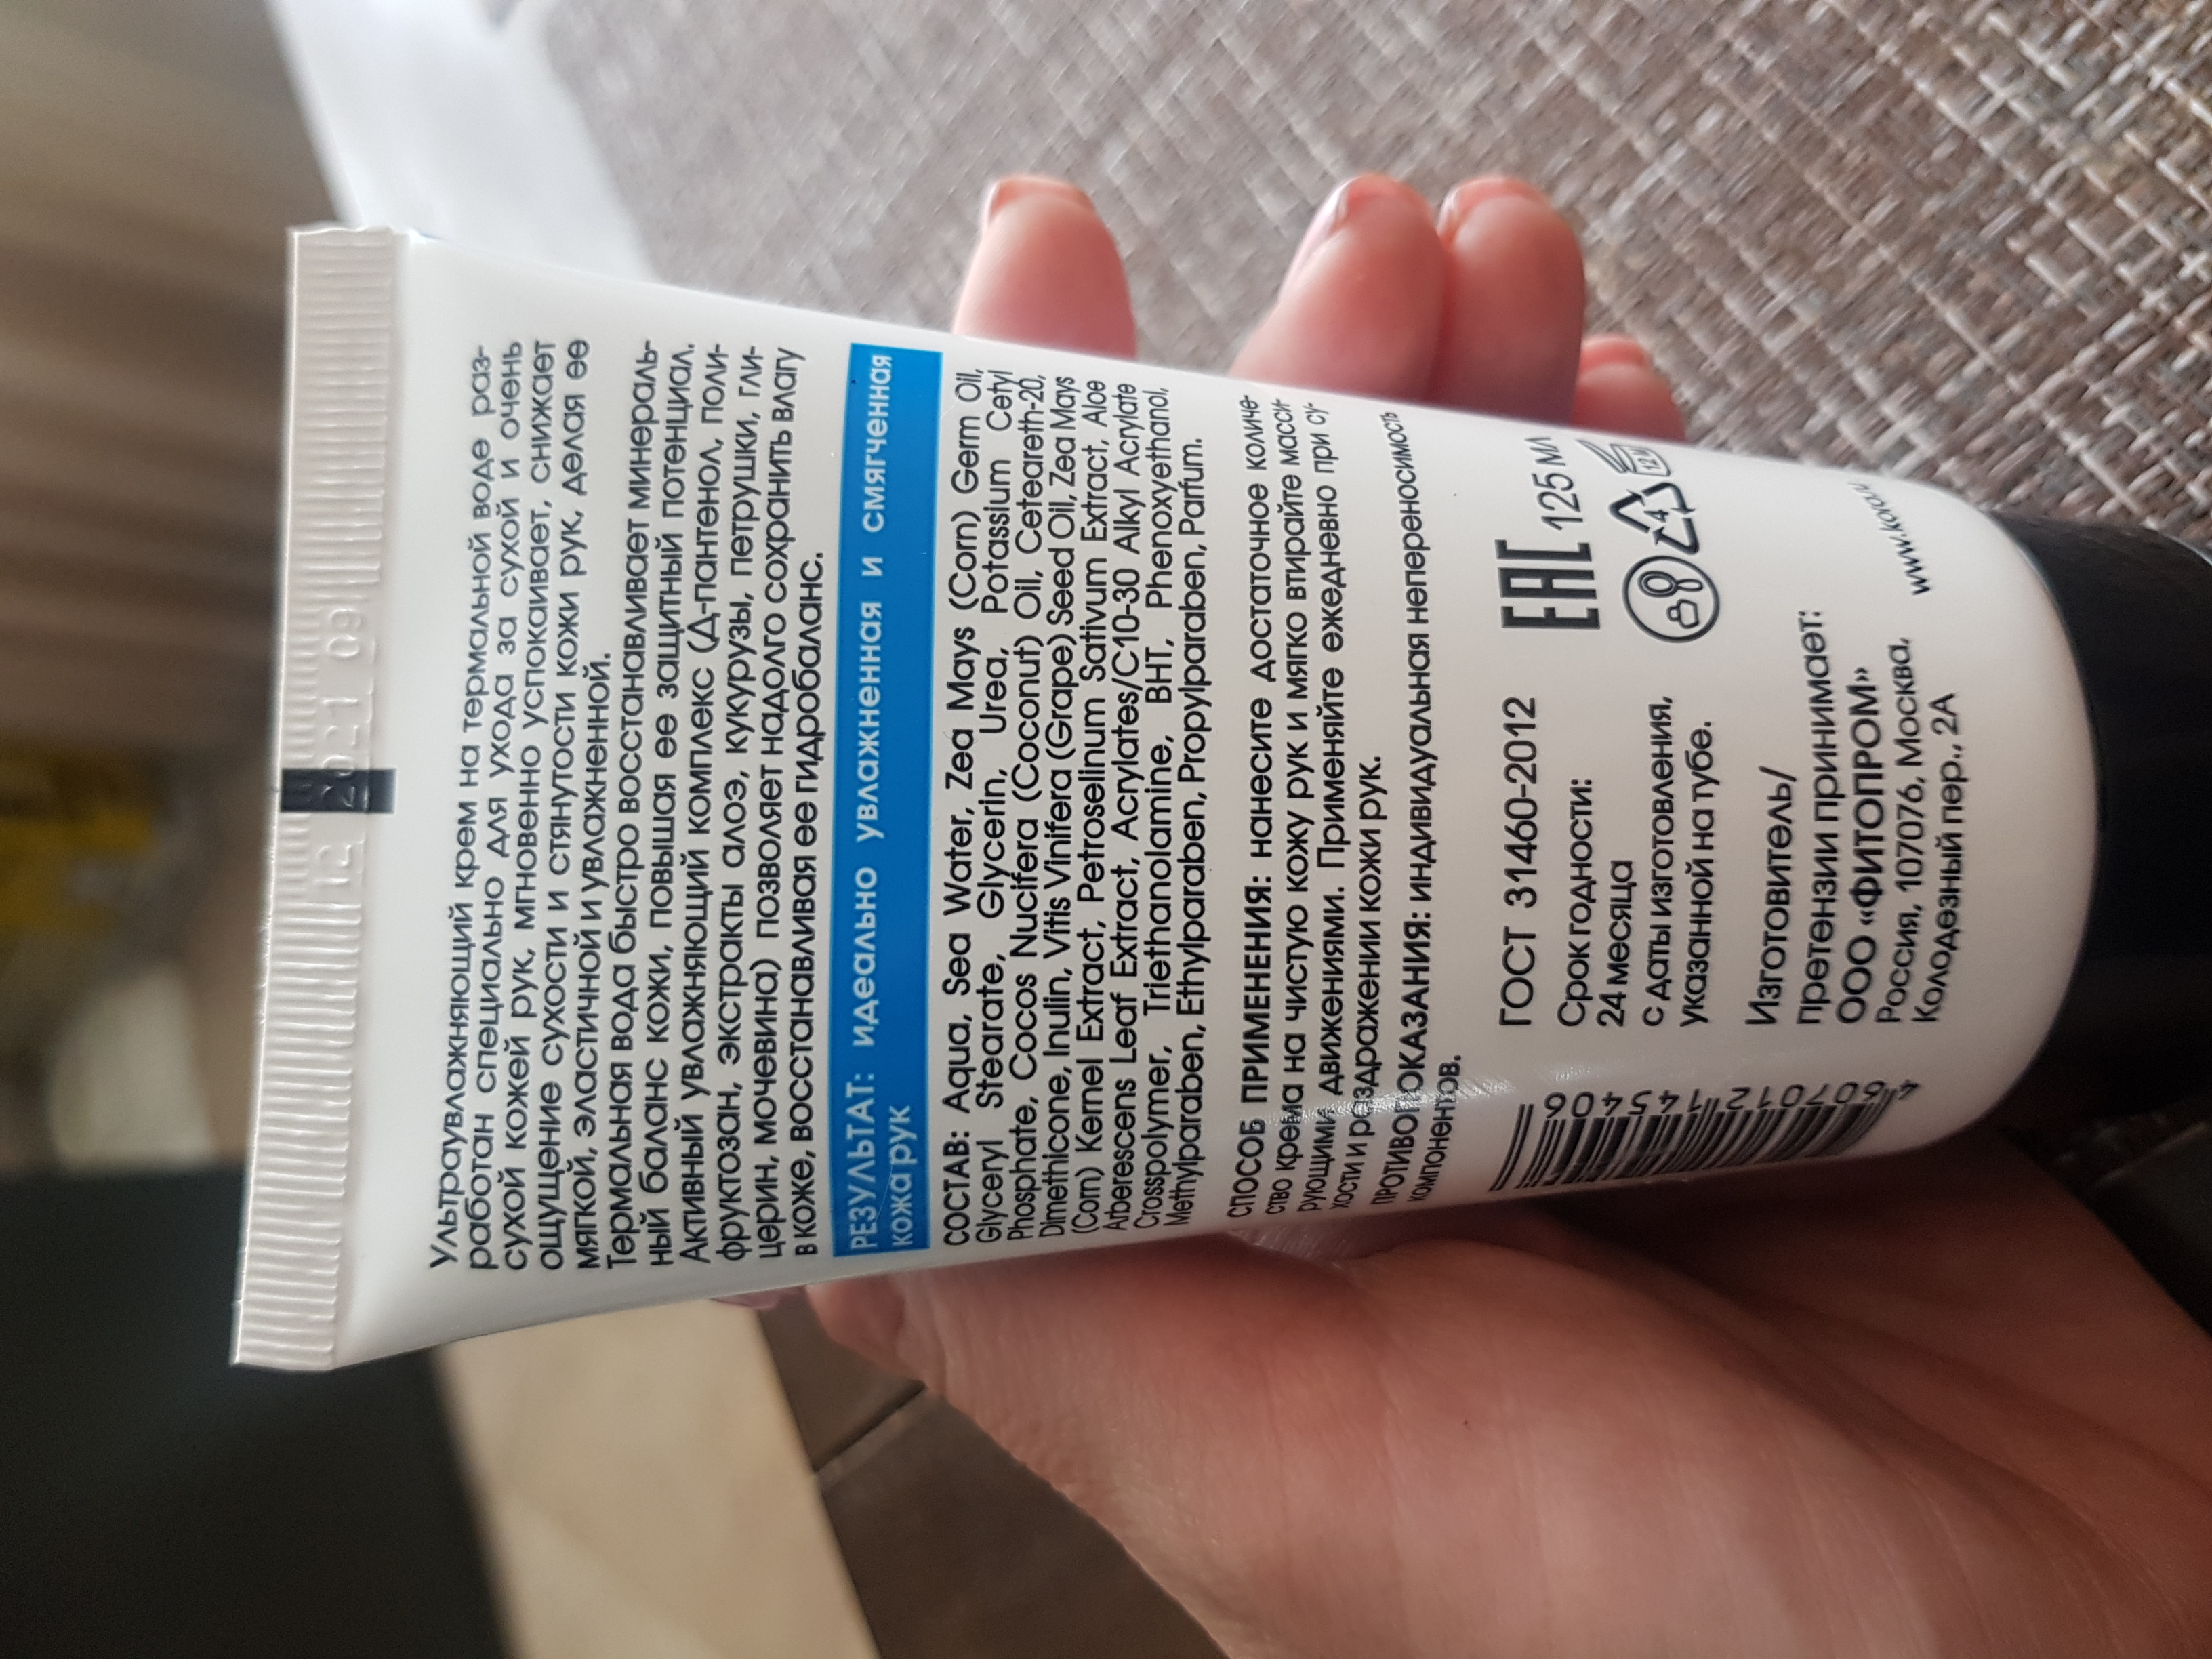 12 2021 09
Ультраувлажняющий крем на термальной воде раз-
работан специально для ухода за сухой и очень
сухой кожей рук, мгновенно успокаивает, снижает
ощущение сухости и стянутости кожи рук, делая ее
мягкой, эластичной и увлажненной.
Термальная вода быстро восстанавливает минераль-
ный баланс кожи, повышая ее защитный потенциал.
Активный увлажняющий комплекс (Д-пантенол, поли-
фруктозан, экстракты алоэ, кукурузы, петрушки, гли-
церин, мочевина) позволяет надолго сохранить влагу
в коже, восстанавливая ее гидробаланс.
РЕЗУЛЬТАТ: идеально увлажненная и смягченная
кожа рук
СОСТАВ: Aqua, Sea Water, Zea Mays (Corn) Germ Oil,
Glyceryl Stearate, Glycerin, Urea, Potassium Cetyl
Phosphate, Cocos Nucifera (Coconut) Oil, Ceteareth-20,
Dimethicone, Inulin, Vitis Vinifera (Grape) Seed Oil, Zea Mays
(Corn) Kernel Extract, Petroselinum Sativum Extract, Aloe
Arberescens Leaf Extract, Acrylates/C10-30 Alkyl Acrylate
Crosspolymer, Triethanolamine, BHT, Phenoxyethanol,
Methylparaben, Ethylparaben, Propylparaben, Parfum.
СПОСОБ ПРИМЕНЕНИЯ: нанесите достаточное количе-
ство крема на чистую кожу рук и мягко втирайте масси-
рующими движениями. Применяйте ежедневно при су-
хости и раздражении кожи рук.
ПРОТИВОПОКАЗАНИЯ: индивидуальная непереносимость
компонентов.
ГОСТ 31460-2012
EAC 125 мл
Срок годности:
24 месяца
с даты изготовления,
указанной на тубе.
4
12 M
Изготовитель/
претензии принимает:
ООО «ФИТОПРОМ»
Россия, 107076, Москва,
Колодезный пер., 2А
4 607012 145406